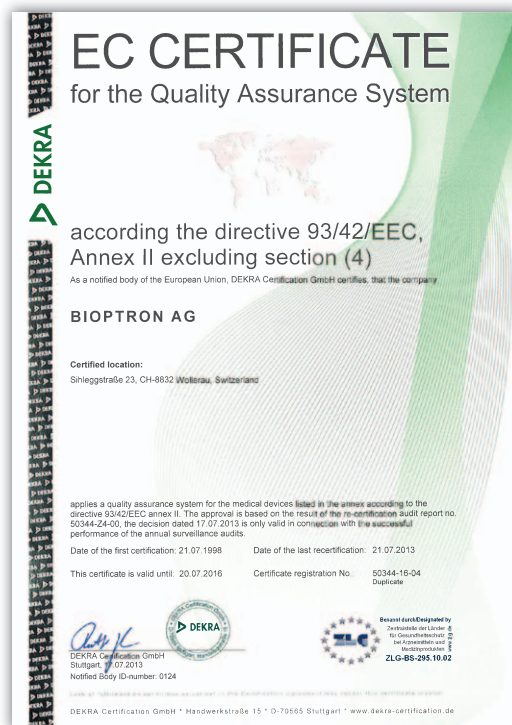 EC CERTIFICATE
for the Quality Assurance System
DEKRA
according the directive 93/42/EEC,
Annex II excluding section (4)
As a notified body of the European Union, DEKRA Certification GmbH certifies, that the company
BIOPTRON AG
Certified location:
Sihleggstraße 23, CH-8832 Wollerau, Switzerland
applies a quality assurance system for the medical devices listed in the annex according to the
directive 93/42/EEC annex II. The approval is based on the result of the re-certification audit report no.
50344-Z4-00, the decision dated 17.07.2013 is only valid in connection with the successful
performance of the annual surveillance audits.
Date of the first certification: 21.07.1998 Date of the last recertification: 21.07.2013
This certificate is valid until: 20.07.2016 Certificate registration No.: 50344-16-04
Duplicate
DEKRA
DEKRA Certification GmbH
Stuttgart, 17.07.2013
Notified Body ID-number: 0124
ZLG
Benannt durch/Designated by
Zentralstelle der Länder
für Gesundheitsschutz
bei Arzneimitteln und
Medizinprodukten
ZLG-BS-295.10.02
DEKRA Certification GmbH * Handwerkstraße 15 * D-70565 Stuttgart * www.dekra-certification.de